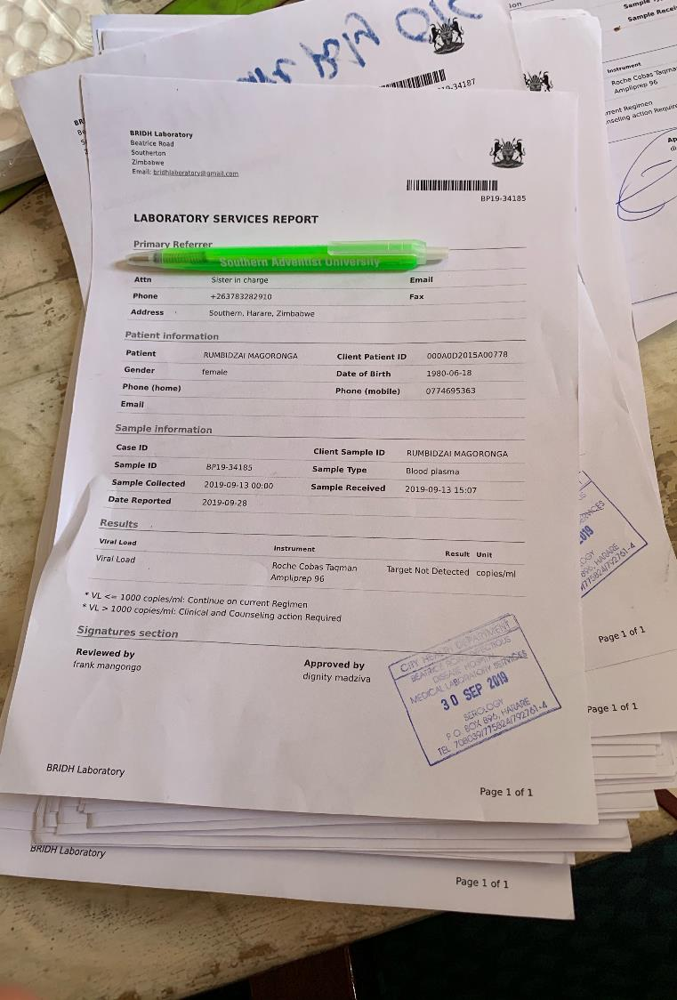 ion
Sample Recei
Instrument
Roche Cobas Taqman
Ampliprep 96
rrent Regimen
nseling action Require
19-34187
BRIDH Laboratory
Beatrice Road
Southerton
Zimbabwe
Email: bridhlaboratory@gmail.com
BP19-34185
LABORATORY SERVICES REPORT
Primary Referrer
Southern Adventist University
Attn Sister in charge Email
Phone +263783282910 Fax
Address Southern, Harare, Zimbabwe
Patient information
Patient RUMBIDZAI MAGORONGA Client Patient ID 000A0D2015A00778
Gender female Date of Birth 1980-06-18
Phone (home) Phone (mobile) 0774695363
Email
Sample information
Case ID Client Sample ID RUMBIDZAI MAGORONGA
Sample ID BP19-34185 Sample Type Blood plasma
Sample Collected 2019-09-13 00:00 Sample Received 2019-09-13 15:07
Date Reported 2019-09-28
Results
Viral Load Instrument Result Unit
Viral Load Roche Cobas Taqman Target Not Detected copies/ml
Ampliprep 96
* VL <= 1000 copies/ml: Continue on current Regimen
* VL > 1000 copies/ml: Clinical and Counseling action Required
Signatures section
Reviewed by Approved by
frank mangongo dignity madziva
CITY HEALTH DEPARTMENT
BEATRICE ROAD INFECTIOUS
DISEASE HOSPITAL
MEDICAL LABORATORY SERVICES
30 SEP 2019
SEROLOGY
P.O. BOX 896, HARARE
TEL 708039/775824/792761-4
BRIDH Laboratory
Page 1 of 1
Page 1 of 1
Page 1 of 1
BRIDH Laboratory
Page 1 of 1